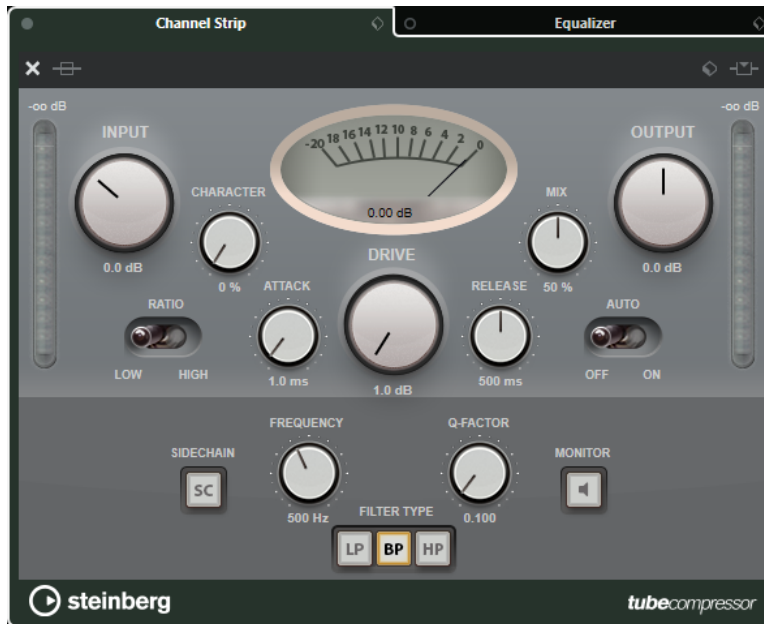 Channel Strip
Equalizer
-oo dB
-oo dB
INPUT
OUTPUT
-20 18 16 14 12 10 8 6 4 2 0
0.00 dB
CHARACTER
MIX
0.0 dB
0.0 dB
DRIVE
0 %
50 %
ATTACK
RELEASE
RATIO
AUTO
LOW HIGH
1.0 ms
1.0 dB
500 ms
OFF ON
FREQUENCY
Q-FACTOR
SIDECHAIN
MONITOR
SC
500 Hz
0.100
FILTER TYPE
LP BP HP
steinberg
tubecompressor